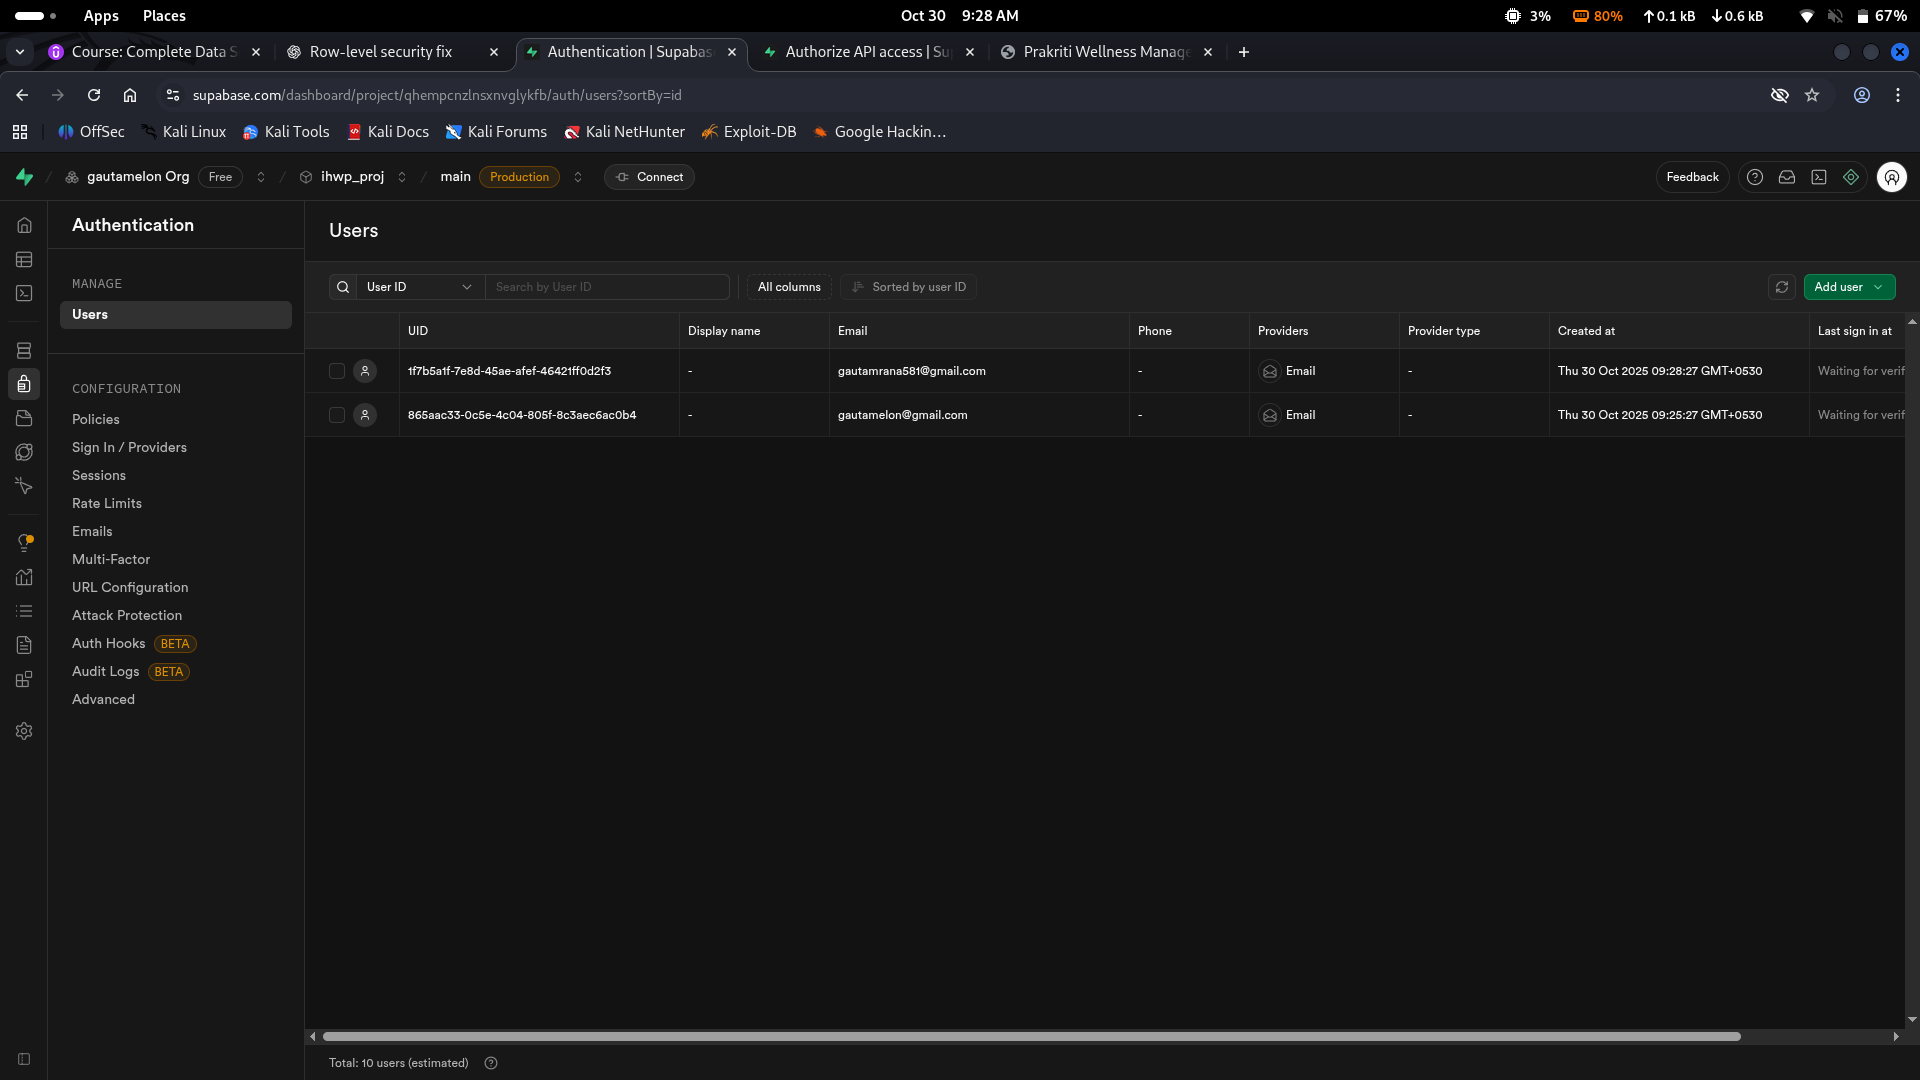 Apps Places Oct 30 9:28 AM 3% 80% 0.1 kB 0.6 kB 67%
Course: Complete Data S Row-level security fix Authentication | Supabas Authorize API access | Su Prakriti Wellness Manage
supabase.com/dashboard/project/qhempcnzlnsxnvglykfb/auth/users?sortBy=id
OffSec Kali Linux Kali Tools Kali Docs Kali Forums Kali NetHunter Exploit-DB Google Hackin...
gautamelon Org Free / ihwp_proj / main Production Connect Feedback
Authentication
MANAGE
Users
CONFIGURATION
Policies
Sign In / Providers
Sessions
Rate Limits
Emails
Multi-Factor
URL Configuration
Attack Protection
Auth Hooks BETA
Audit Logs BETA
Advanced
Users
User ID Search by User ID All columns Sorted by user ID Add user
UID Display name Email Phone Providers Provider type Created at Last sign in at
1f7b5a1f-7e8d-45ae-afef-46421ff0d2f3 - gautamrana581@gmail.com - Email - Thu 30 Oct 2025 09:28:27 GMT+0530 Waiting for verif
865aac33-0c5e-4c04-805f-8c3aec6ac0b4 - gautamelon@gmail.com - Email - Thu 30 Oct 2025 09:25:27 GMT+0530 Waiting for verif
Total: 10 users (estimated)